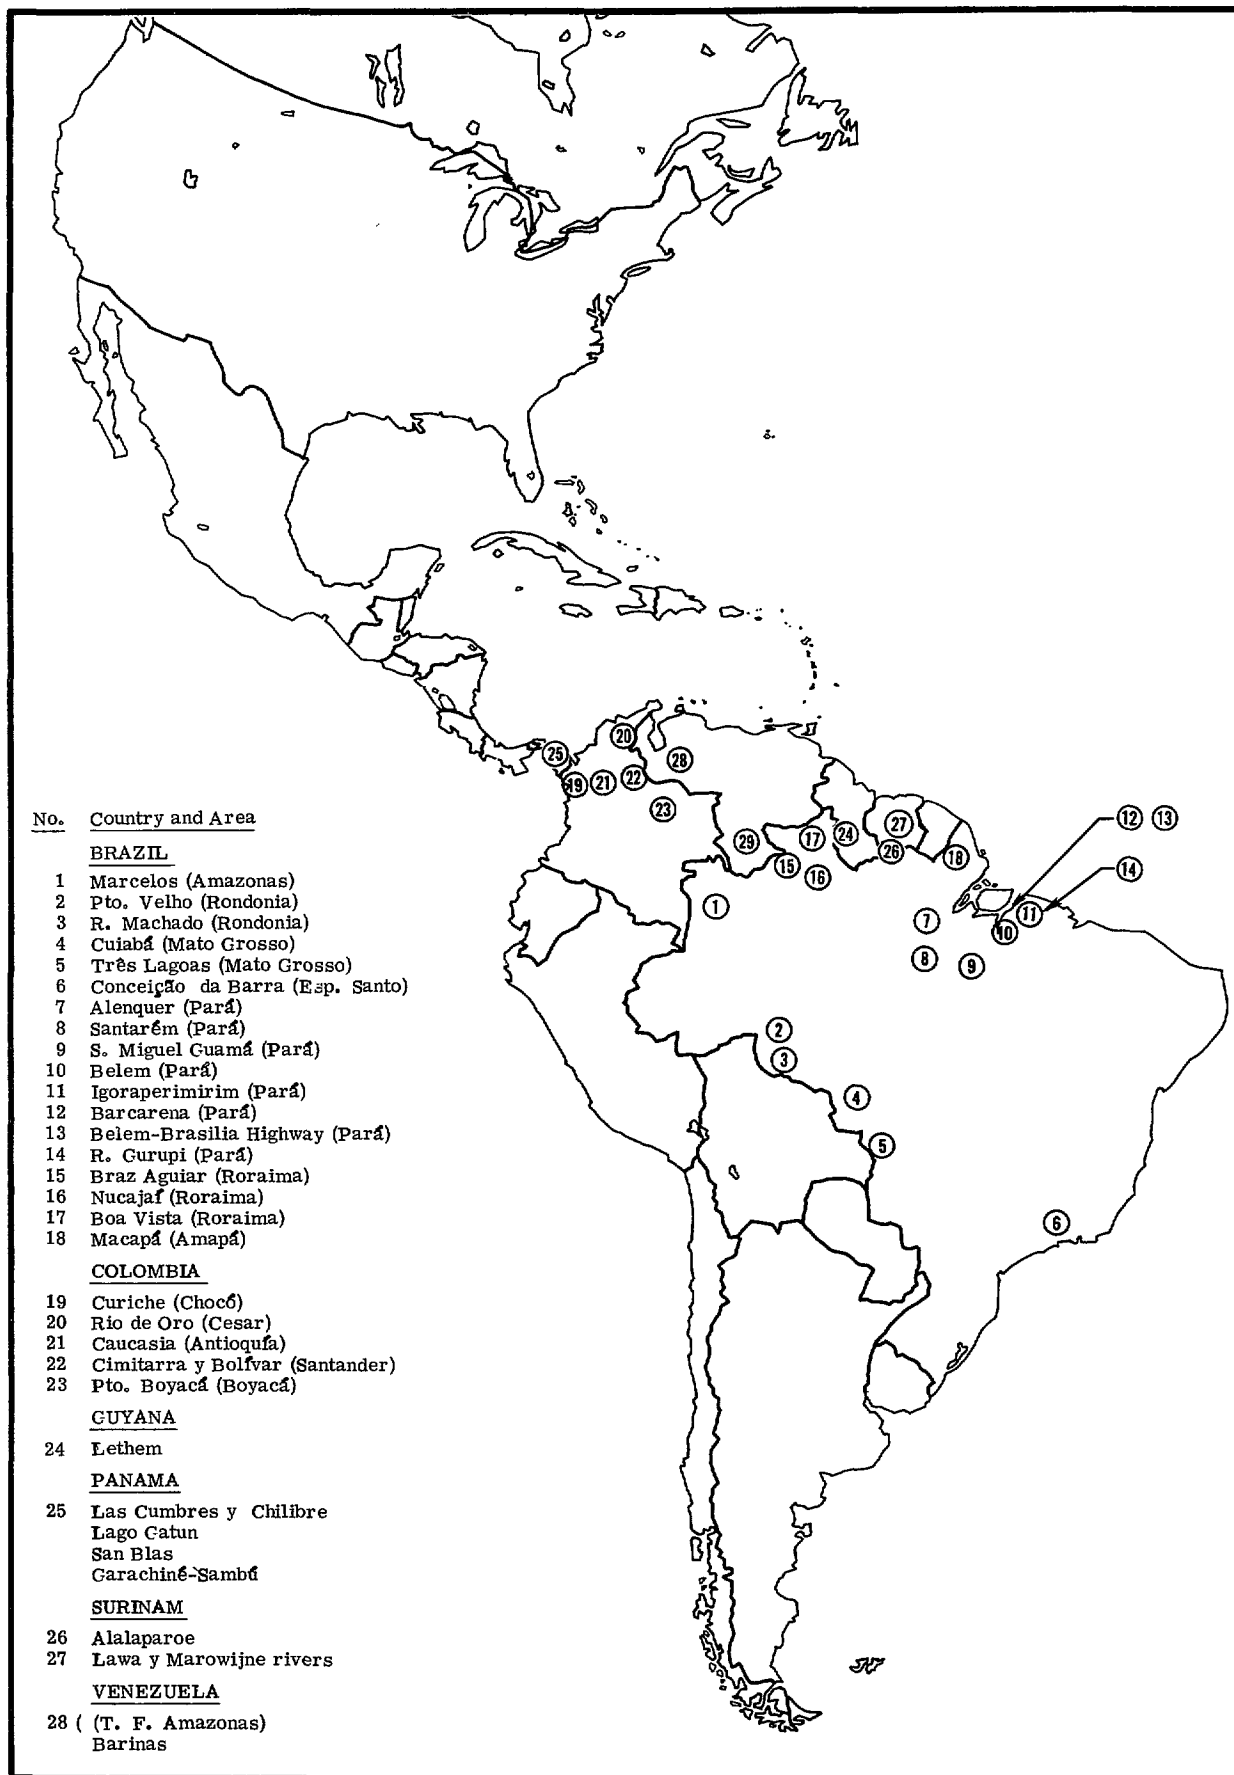 No. Country and Area
BRAZIL
1 Marcelos (Amazonas)
2 Pto. Velho (Rondonia)
3 R. Machado (Rondonia)
4 Cuiabá (Mato Grosso)
5 Três Lagoas (Mato Grosso)
6 Conceição da Barra (Esp. Santo)
7 Alenquer (Pará)
8 Santarém (Pará)
9 S. Miguel Guamá (Pará)
10 Belem (Pará)
11 Igoraperimirim (Pará)
12 Barcarena (Pará)
13 Belem-Brasilia Highway (Pará)
14 R. Gurupi (Pará)
15 Braz Aguiar (Roraima)
16 Nucajaí (Roraima)
17 Boa Vista (Roraima)
18 Macapá (Amapá)
COLOMBIA
19 Curiche (Chocó)
20 Rio de Oro (Cesar)
21 Caucasia (Antioquía)
22 Cimitarra y Bolívar (Santander)
23 Pto. Boyacá (Boyacá)
GUYANA
24 Lethem
PANAMA
25 Las Cumbres y Chilibre
Lago Gatun
San Blas
Garachiné-Sambú
SURINAM
26 Alalaparoe
27 Lawa y Marowijne rivers
VENEZUELA
28 ( (T. F. Amazonas)
Barinas
20
25
28
19
21
22
23
27
12 13
17
24
29
26
18
15
16
14
1
11
7
10
8
9
2
3
4
5
6